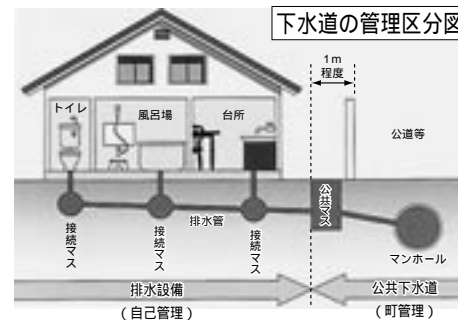 下水道の管理区分図
1m
程度
トイレ
風呂場
台所
公道等
公共マス
排水管
接続マス
接続マス
接続マス
マンホール
排水設備
公共下水道
(自己管理)
(町管理)